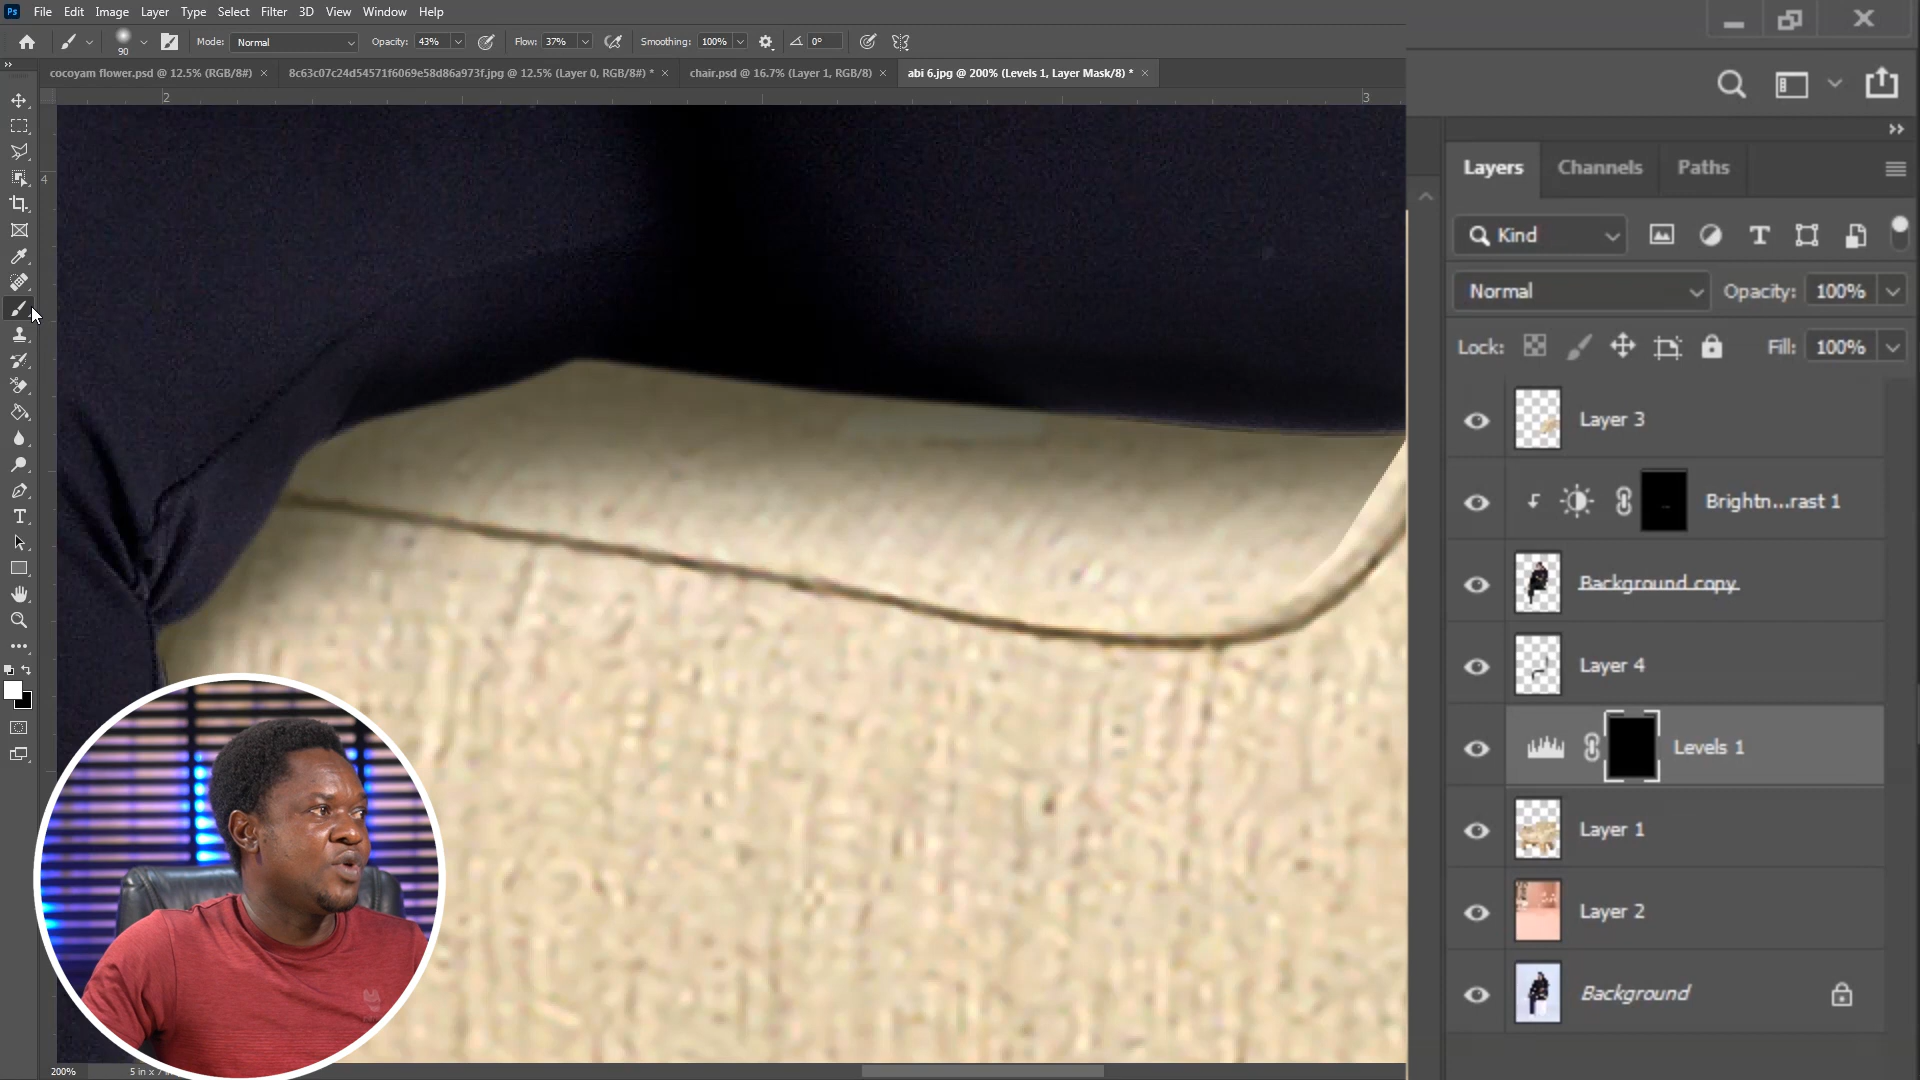 Ps File Edit Image Layer Type Select Filter 3D View Window Help
90 Mode: Normal Opacity: 43% Flow: 37% Smoothing: 100% 0°
cocoyam flower.psd @ 12.5% (RGB/8#) × 8c63c07c24d54571f6069e58d86a973f.jpg @ 12.5% (Layer 0, RGB/8#) * × chair.psd @ 16.7% (Layer 1, RGB/8) × abi 6.jpg @ 200% (Levels 1, Layer Mask/8) * ×
2 3
4
Layers Channels Paths
Kind
Normal Opacity: 100%
Lock: Fill: 100%
Layer 3
Brightn...rast 1
Background copy
Layer 4
Levels 1
Layer 1
Layer 2
Background
200% 5 in x